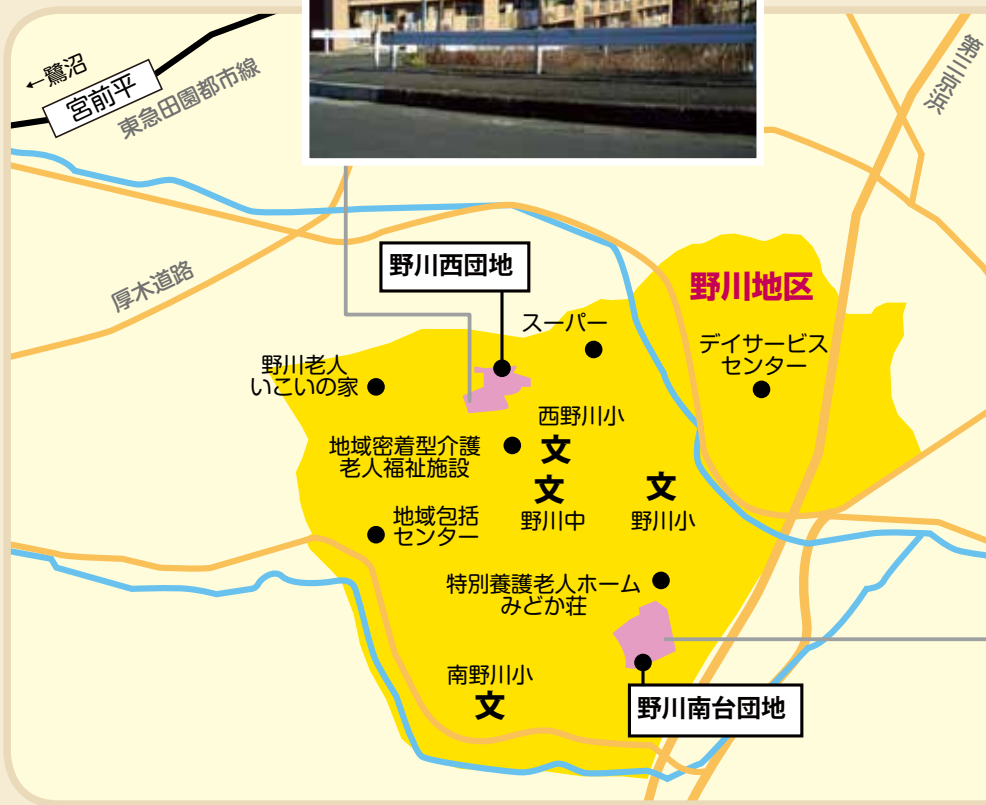 ←鷺沼
宮前平
東急田園都市線
第三京浜
厚木道路
野川西団地
野川地区
スーパー
デイサービス
センター
野川老人
いこいの家
西野川小
文
地域密着型介護
老人福祉施設
文
野川中
文
野川小
地域包括
センター
特別養護老人ホーム
みどか荘
南野川小
文
野川南台団地